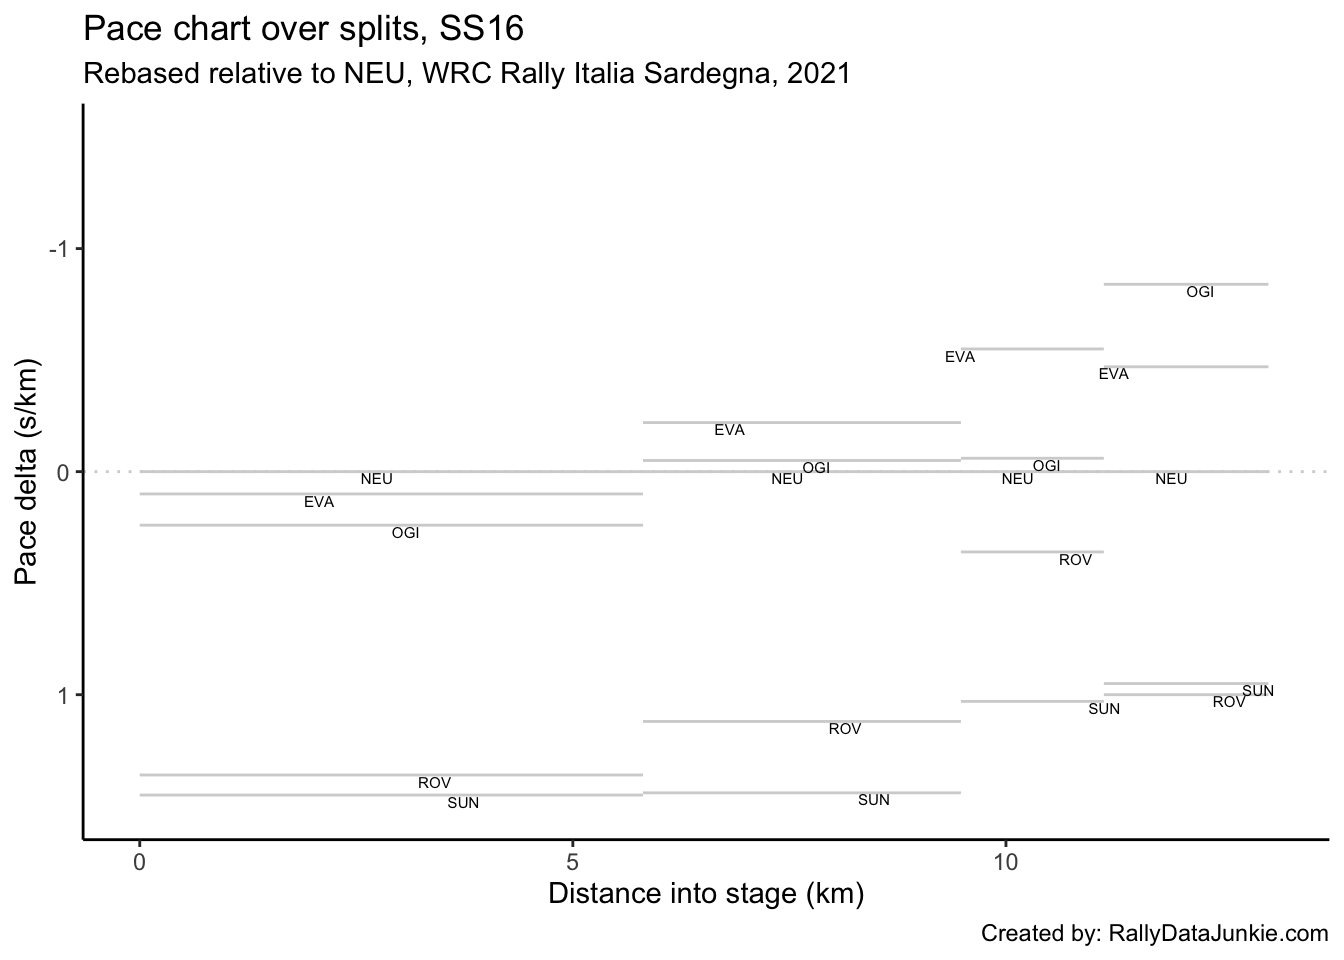 Pace chart over splits, SS16
Rebased relative to NEU, WRC Rally Italia Sardegna, 2021
Pace delta (s/km)
-1
0
1
OGI
EVA
EVA
EVA
OGI
OGI
NEU
NEU
NEU
NEU
EVA
OGI
ROV
SUN
ROV
SUN
ROV
ROV
SUN
SUN
0
5
10
Distance into stage (km)
Created by: RallyDataJunkie.com